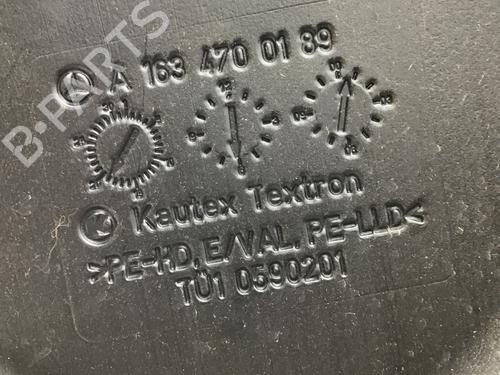 A 163 470 01 89
Kautex Textron
>PE-HD, E/VAL, PE-LLD<
TÜ1 0590201
B-PARTS